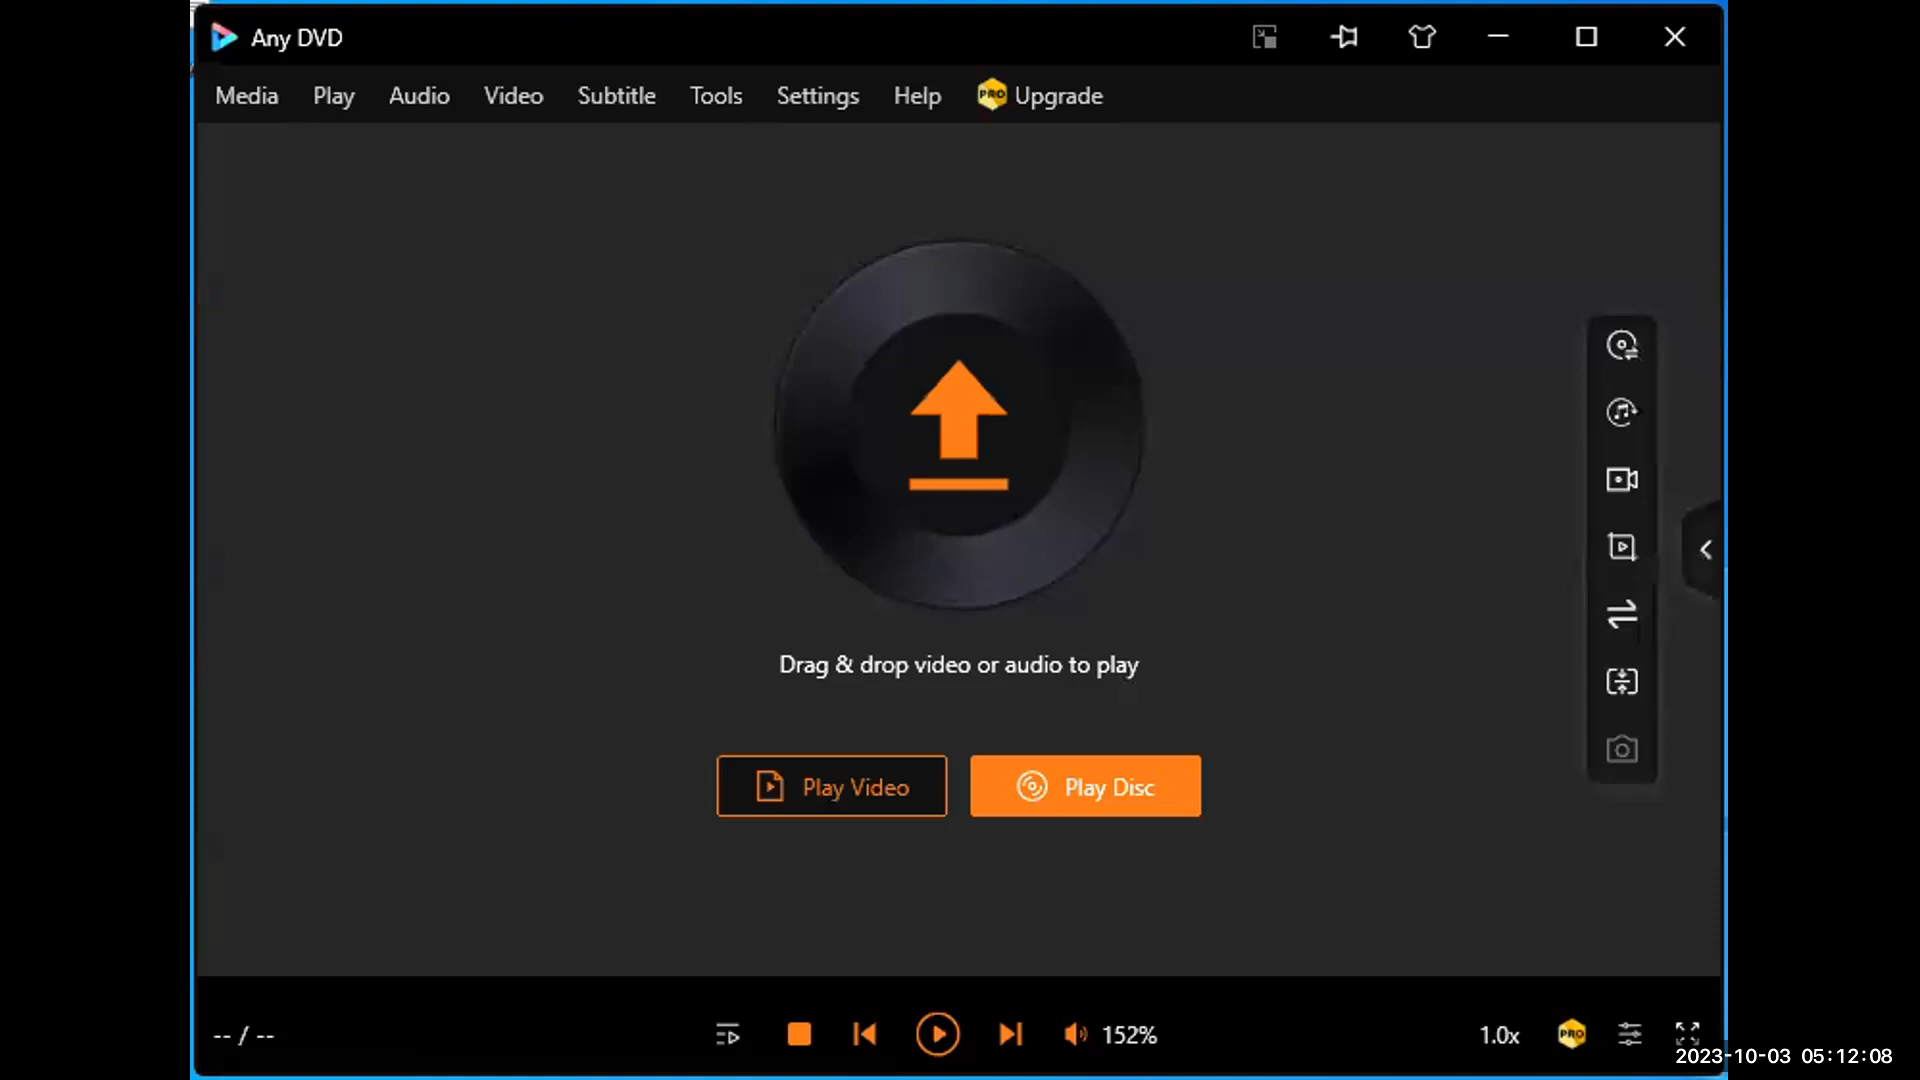 Any DVD
Media Play Audio Video Subtitle Tools Settings Help PRO Upgrade
Drag & drop video or audio to play
Play Video Play Disc
-- / -- 152% 1.0x PRO
2023-10-03 05:12:08